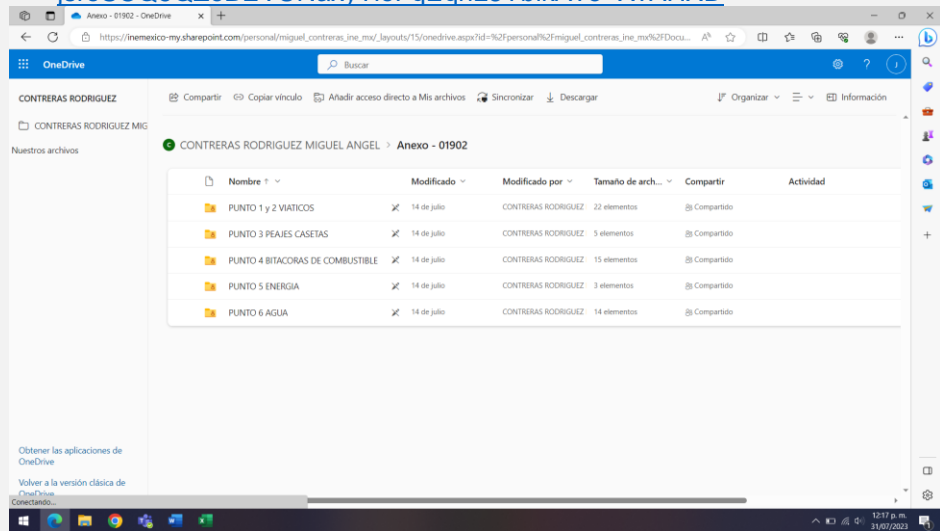 Anexo - 01902 - OneDrive
https://inemexico-my.sharepoint.com/personal/miguel_contreras_ine_mx/_layouts/15/onedrive.aspx?id=%2Fpersonal%2Fmiguel_contreras_ine_mx%2FDocu...
OneDrive
Buscar
J
CONTRERAS RODRIGUEZ
Compartir Copiar vínculo Añadir acceso directo a Mis archivos Sincronizar Descargar Organizar Información
CONTRERAS RODRIGUEZ MIG
Nuestros archivos
C CONTRERAS RODRIGUEZ MIGUEL ANGEL > Anexo - 01902
Nombre Modificado Modificado por Tamaño de arch... Compartir Actividad
PUNTO 1 y 2 VIATICOS 14 de julio CONTRERAS RODRIGUEZ 22 elementos Compartido
PUNTO 3 PEAJES CASETAS 14 de julio CONTRERAS RODRIGUEZ 5 elementos Compartido
PUNTO 4 BITACORAS DE COMBUSTIBLE 14 de julio CONTRERAS RODRIGUEZ 15 elementos Compartido
PUNTO 5 ENERGIA 14 de julio CONTRERAS RODRIGUEZ 3 elementos Compartido
PUNTO 6 AGUA 14 de julio CONTRERAS RODRIGUEZ 14 elementos Compartido
Obtener las aplicaciones de
OneDrive
Volver a la versión clásica de
OneDrive
Conectando...
12:17 p. m.
31/07/2023